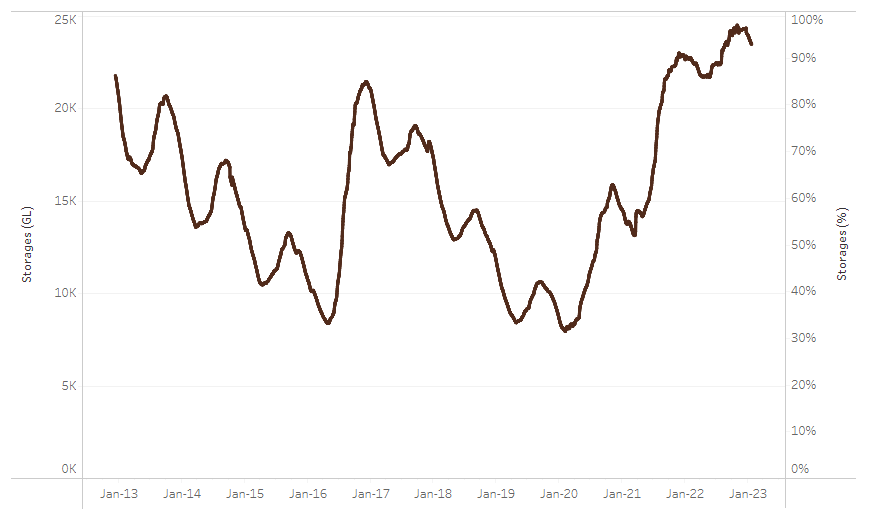 25K
20K
15K
10K
5K
0K
Storages (GL)
100%
90%
80%
70%
60%
50%
40%
30%
20%
10%
0%
Storages (%)
Jan-13 Jan-14 Jan-15 Jan-16 Jan-17 Jan-18 Jan-19 Jan-20 Jan-21 Jan-22 Jan-23